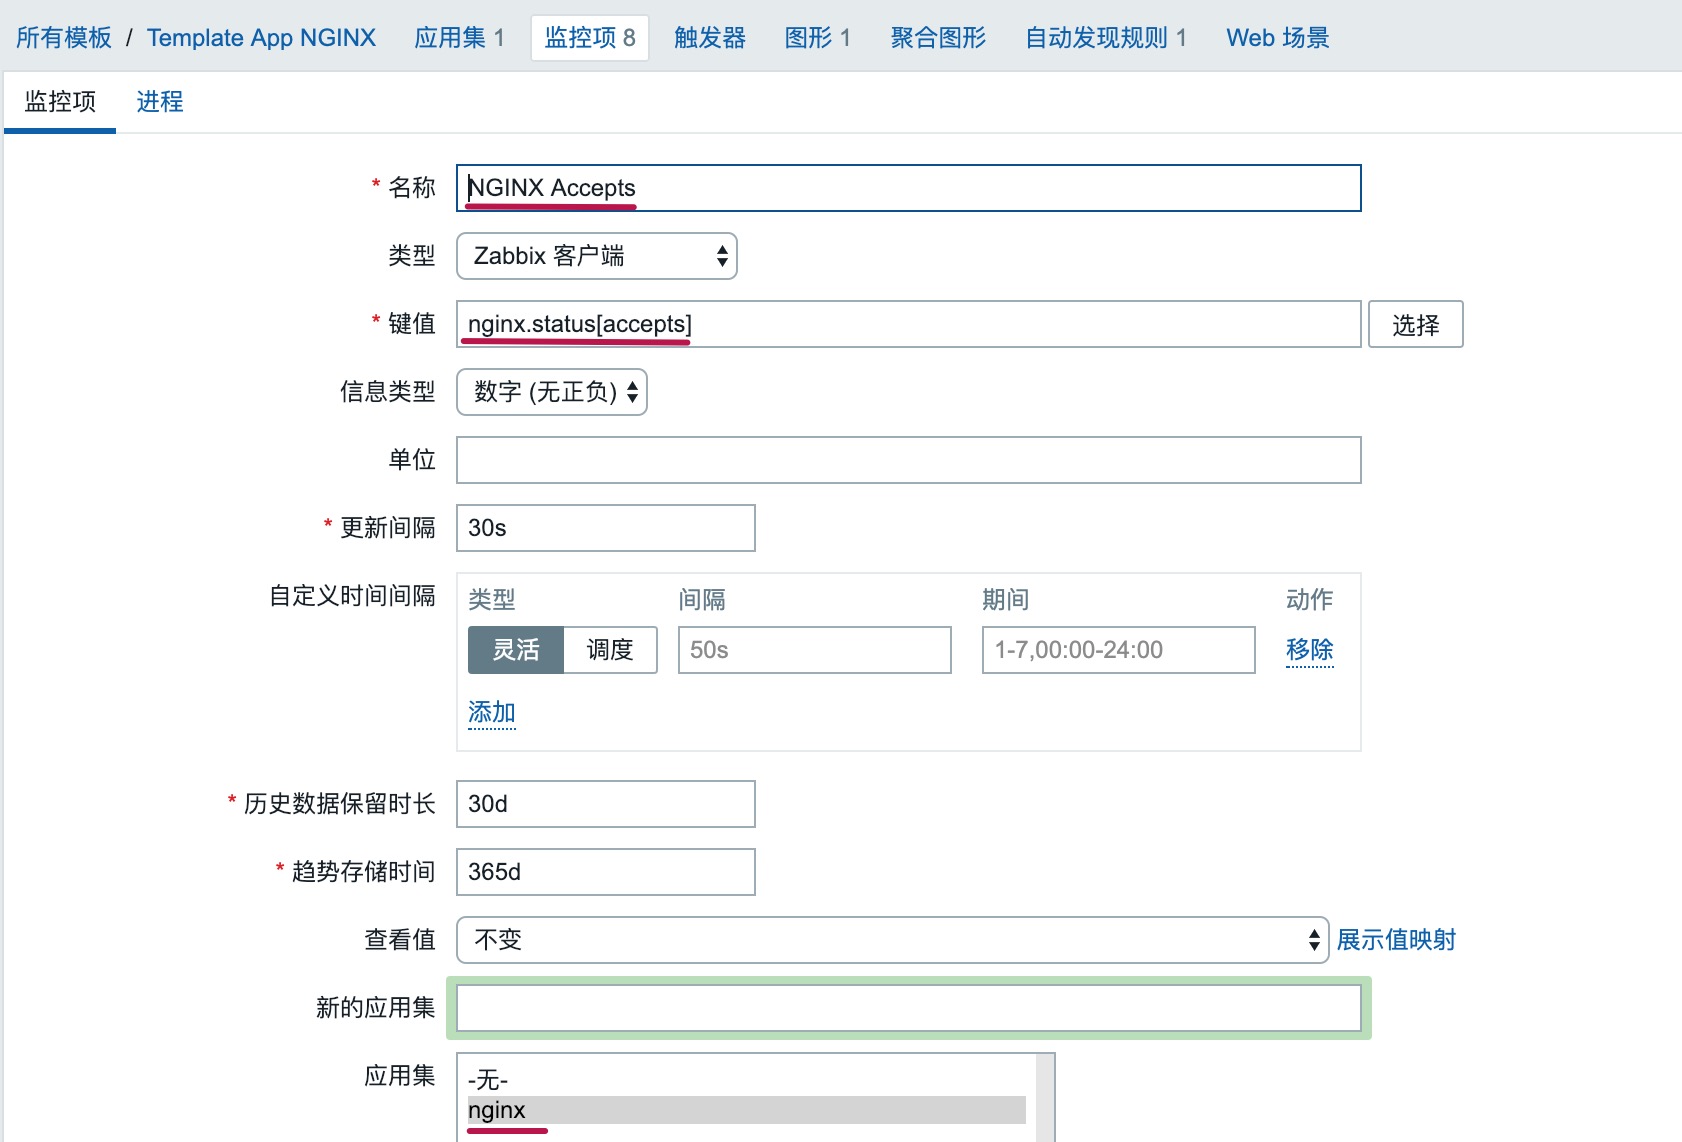 所有模板 / Template App NGINX 应用集 1 监控项 8 触发器 图形 1 聚合图形 自动发现规则 1 Web 场景
监控项 进程
* 名称 NGINX Accepts
类型 Zabbix 客户端
* 键值 nginx.status[accepts] 选择
信息类型 数字 (无正负)
单位
* 更新间隔 30s
自定义时间间隔 类型 间隔 期间 动作
灵活 调度 50s 1-7,00:00-24:00 移除
添加
* 历史数据保留时长 30d
* 趋势存储时间 365d
查看值 不变 展示值映射
新的应用集
应用集 -无-
nginx